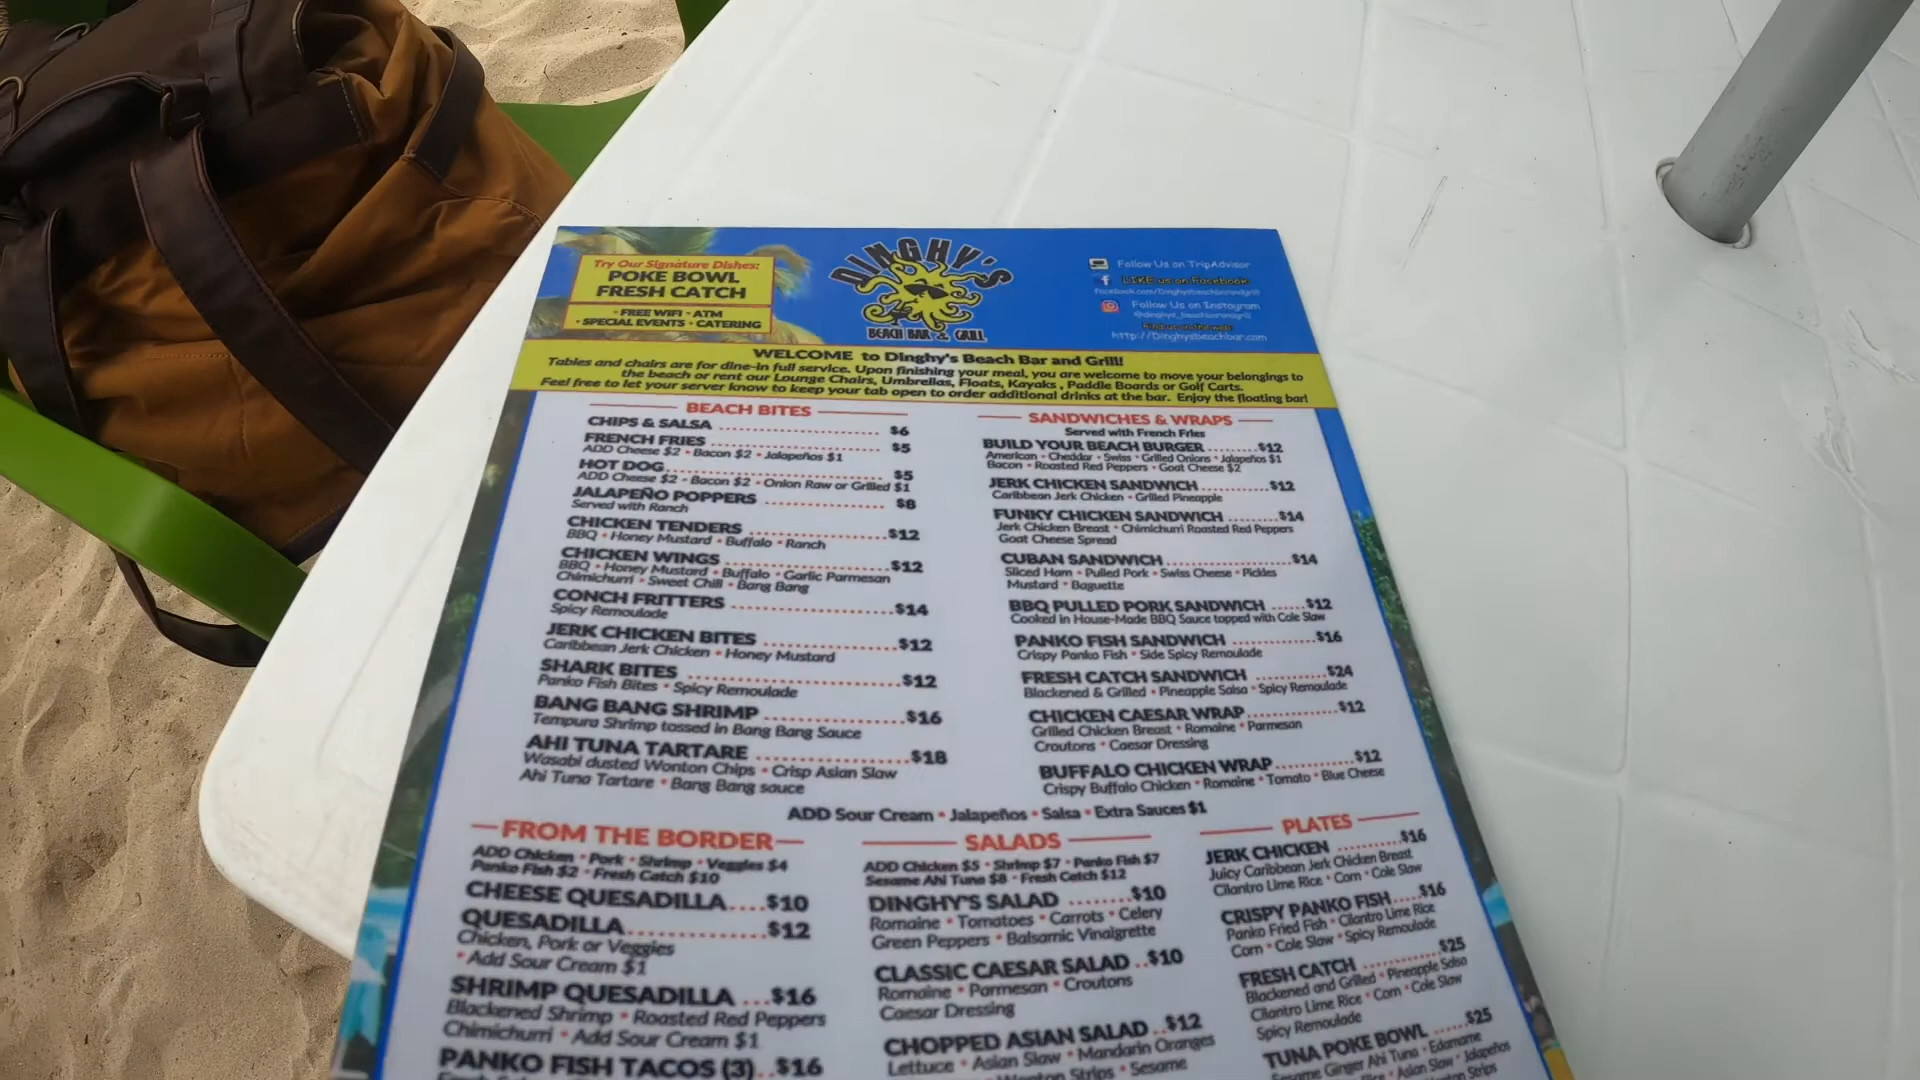 Try Our Signature Dishes:
POKE BOWL
FRESH CATCH
• FREE WIFI • ATM
• SPECIAL EVENTS • CATERING
DINGHY'S
BEACH BAR & GRILL
Follow Us on TripAdvisor
LIKE us on Facebook!
facebook.com/Dinghysbeachbarandgrill
Follow Us on Instagram
@dinghys_beachbarandgrill
Find us on the web:
http://Dinghysbeachbar.com
WELCOME to Dinghy's Beach Bar and Grill!
Tables and chairs are for dine-in full service. Upon finishing your meal, you are welcome to move your belongings to
the beach or rent our Lounge Chairs, Umbrellas, Floats, Kayaks, Paddle Boards or Golf Carts.
Feel free to let your server know to keep your tab open to order additional drinks at the bar. Enjoy the floating bar!
BEACH BITES
CHIPS & SALSA ........ $6
FRENCH FRIES ........ $5
ADD Cheese $2 • Bacon $2 • Jalapeños $1
HOT DOG ........ $5
ADD Cheese $2 • Bacon $2 • Onion Raw or Grilled $1
JALAPEÑO POPPERS ........ $8
Served with Ranch
CHICKEN TENDERS ........ $12
BBQ • Honey Mustard • Buffalo • Ranch
CHICKEN WINGS ........ $12
BBQ • Honey Mustard • Buffalo • Garlic Parmesan
Chimichurri • Sweet Chili • Bang Bang
CONCH FRITTERS ........ $14
Spicy Remoulade
JERK CHICKEN BITES ........ $12
Caribbean Jerk Chicken • Honey Mustard
SHARK BITES ........ $12
Panko Fish Bites • Spicy Remoulade
BANG BANG SHRIMP ........ $16
Tempura Shrimp tossed in Bang Bang Sauce
AHI TUNA TARTARE ........ $18
Wasabi dusted Wonton Chips • Crisp Asian Slaw
Ahi Tuna Tartare • Bang Bang sauce
SANDWICHES & WRAPS
Served with French Fries
BUILD YOUR BEACH BURGER ........ $12
American • Cheddar • Swiss • Grilled Onions • Jalapeños $1
Bacon • Roasted Red Peppers • Goat Cheese $2
JERK CHICKEN SANDWICH ........ $12
Caribbean Jerk Chicken • Grilled Pineapple
FUNKY CHICKEN SANDWICH ........ $14
Jerk Chicken Breast • Chimichurri Roasted Red Peppers
Goat Cheese Spread
CUBAN SANDWICH ........ $14
Sliced Ham • Pulled Pork • Swiss Cheese • Pickles
Mustard • Baguette
BBQ PULLED PORK SANDWICH ...... $12
Cooked in House-Made BBQ Sauce topped with Cole Slaw
PANKO FISH SANDWICH ........ $16
Crispy Panko Fish • Side Spicy Remoulade
FRESH CATCH SANDWICH ........ $24
Blackened & Grilled • Pineapple Salsa • Spicy Remoulade
CHICKEN CAESAR WRAP ........ $12
Grilled Chicken Breast • Romaine • Parmesan
Croutons • Caesar Dressing
BUFFALO CHICKEN WRAP ........ $12
Crispy Buffalo Chicken • Romaine • Tomato • Blue Cheese
ADD Sour Cream • Jalapeños • Salsa • Extra Sauces $1
FROM THE BORDER
ADD Chicken • Pork • Shrimp • Veggies $4
Panko Fish $2 • Fresh Catch $10
CHEESE QUESADILLA .... $10
QUESADILLA ........ $12
Chicken, Pork or Veggies
• Add Sour Cream $1
SHRIMP QUESADILLA ... $16
Blackened Shrimp • Roasted Red Peppers
Chimichurri • Add Sour Cream $1
PANKO FISH TACOS (3) .. $16
SALADS
ADD Chicken $5 • Shrimp $7 • Panko Fish $7
Sesame Ahi Tuna $8 • Fresh Catch $12
DINGHY'S SALAD ........ $10
Romaine • Tomatoes • Carrots • Celery
Green Peppers • Balsamic Vinaigrette
CLASSIC CAESAR SALAD .. $10
Romaine • Parmesan • Croutons
Caesar Dressing
CHOPPED ASIAN SALAD .. $12
Lettuce • Asian Slaw • Mandarin Oranges
Wonton Strips • Sesame
PLATES
JERK CHICKEN ........ $16
Juicy Caribbean Jerk Chicken Breast
Cilantro Lime Rice • Corn • Cole Slaw
CRISPY PANKO FISH .... $16
Panko Fried Fish • Cilantro Lime Rice
Corn • Cole Slaw • Spicy Remoulade
FRESH CATCH ........ $25
Blackened and Grilled • Pineapple Salsa
Cilantro Lime Rice • Corn • Cole Slaw
Spicy Remoulade
TUNA POKE BOWL ...... $25
Sesame Ginger Ahi Tuna • Edamame
Rice • Asian Slaw • Jalapeños
Wonton Strips